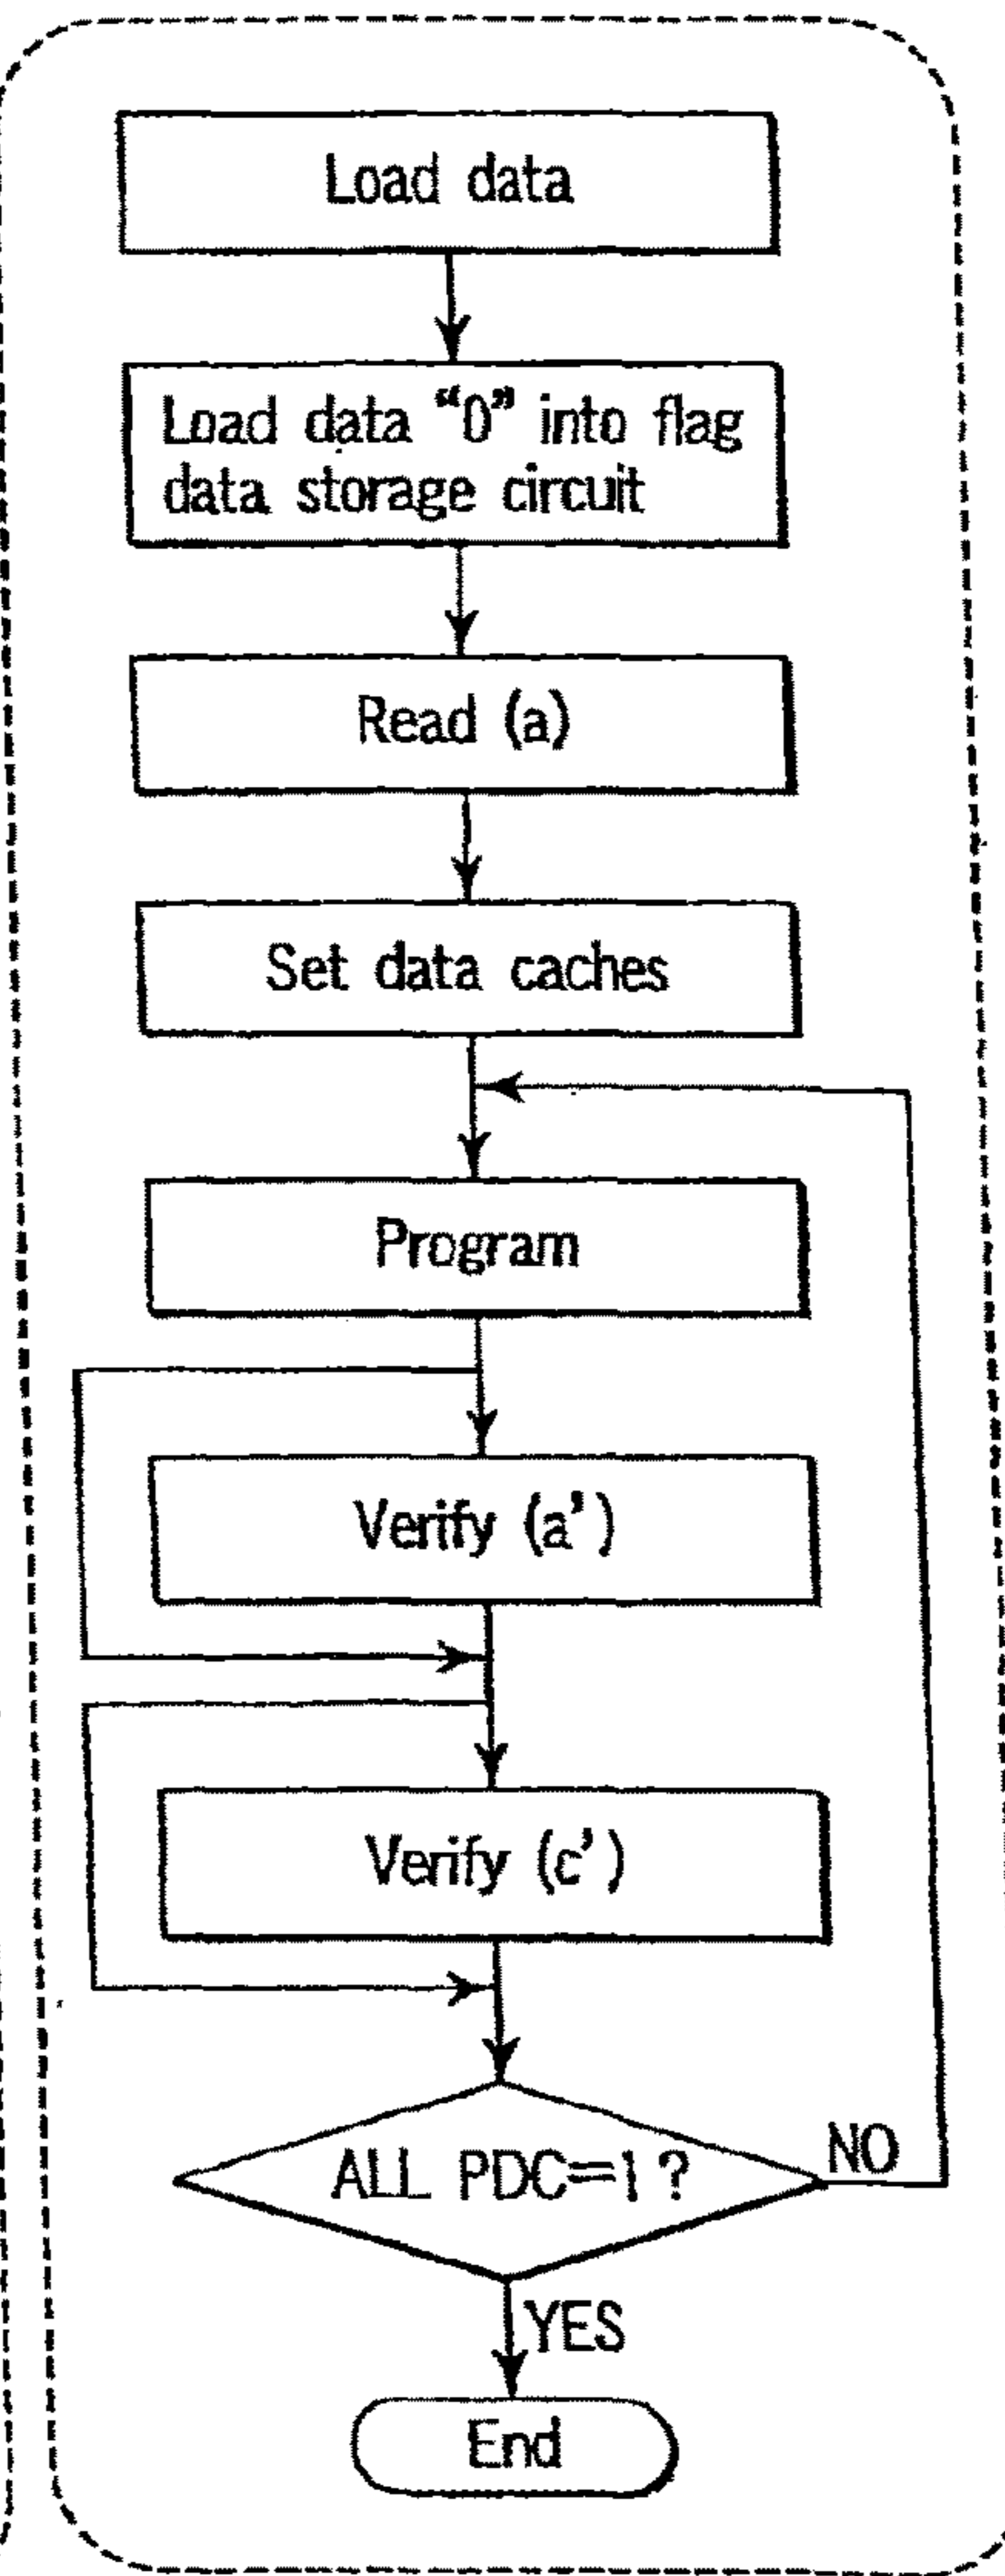 Load data
Load data “0” into flag
data storage circuit
Read (a)
Set data caches
Program
Verify (a’)
Verify (c’)
ALL PDC=1 ?
NO
YES
End